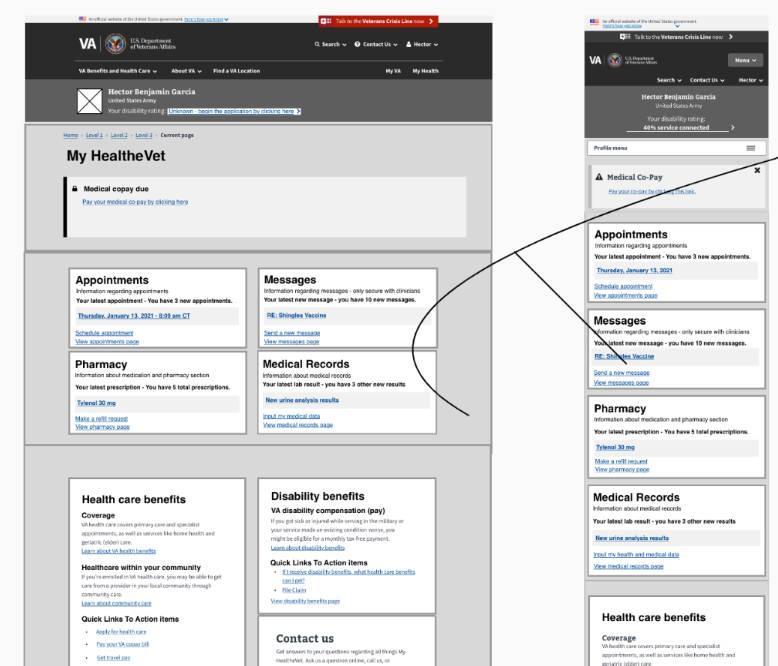 An official website of the United States government. Here's how you know
Talk to the Veterans Crisis Line now >
VA
U.S. Department
of Veterans Affairs
Search
Contact Us
Hector
VA Benefits and Health Care
About VA
Find a VA Location
My VA
My Health
Hector Benjamin Garcia
United States Army
Your disability rating: Unknown - begin the application by clicking here >
Home › Level 1 › Level 2 › Level 3 › Current page
My HealtheVet
Medical copay due
Pay your medical co-pay by clicking here
Appointments
Information regarding appointments
Your latest appointment - You have 3 new appointments.
Thursday, January 13, 2021 - 8:00 am CT
Schedule appointment
View appointments page
Messages
Information regarding messages - only secure with clinicians
Your latest new message - you have 10 new messages.
RE: Shingles Vaccine
Send a new message
View messages page
Pharmacy
Information about medication and pharmacy section
Your latest prescription - You have 5 total prescriptions.
Tylenol 30 mg
Make a refill request
View pharmacy page
Medical Records
Information about medical records
Your latest lab result - you have 3 other new results
New urine analysis results
Input my medical data
View medical records page
Health care benefits
Coverage
VA health care covers primary care and specialist
appointments, as well as services like home health and
geriatric (elder) care.
Learn about VA health benefits
Healthcare within your community
If you're enrolled in VA health care, you may be able to get
care from a provider in your local community through
community care.
Learn about community care
Quick Links To Action items
• Apply for health care
• Pay your VA copay bill
• Get travel pay
Disability benefits
VA disability compensation (pay)
If you got sick or injured while serving in the military or
your service made an existing condition worse, you
might be eligible for a monthly tax-free payment.
Learn about disability benefits
Quick Links To Action items
• If I receive disability benefits, what health care benefits
can I get?
• File Claim
View disability benefits page
Contact us
Get answers to your questions regarding all things My
HealtheVet. Ask us a question online, call us, or
An official website of the United States government.
Here's how you know
Talk to the Veterans Crisis Line now >
VA
U.S. Department
of Veterans Affairs
Menu
Search
Contact Us
Hector
Hector Benjamin Garcia
United States Army
Your disability rating:
40% service connected >
Profile menu
Medical Co-Pay
Pay your co-pay by clicking this link.
Appointments
Information regarding appointments
Your latest appointment - You have 3 new appointments.
Thursday, January 13, 2021
Schedule appointment
View appointments page
Messages
Information regarding messages - only secure with clinicians
Your latest new message - you have 10 new messages.
RE: Shingles Vaccine
Send a new message
View messages page
Pharmacy
Information about medication and pharmacy section
Your latest prescription - You have 5 total prescriptions.
Tylenol 30 mg
Make a refill request
View pharmacy page
Medical Records
Information about medical records
Your latest lab result - you have 3 other new results
New urine analysis results
Input my health and medical data
View medical records page
Health care benefits
Coverage
VA health care covers primary care and specialist
appointments, as well as services like home health and
geriatric (elder) care.